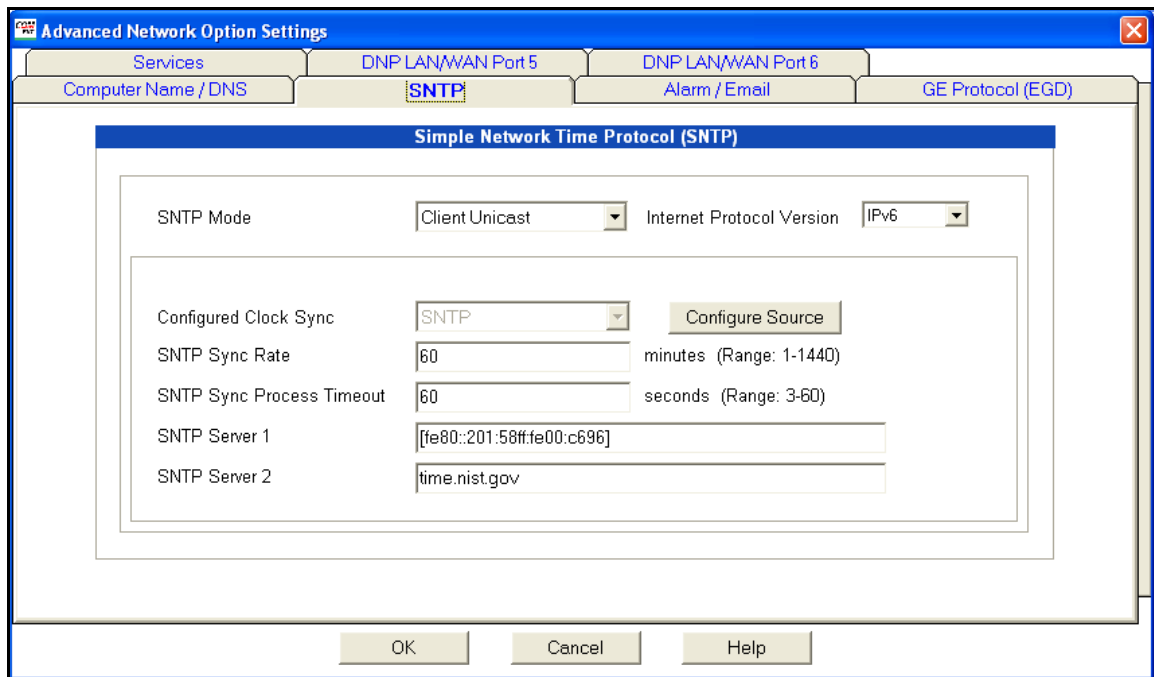 Advanced Network Option Settings
Services DNP LAN/WAN Port 5 DNP LAN/WAN Port 6
Computer Name / DNS SNTP Alarm / Email GE Protocol (EGD)
Simple Network Time Protocol (SNTP)
SNTP Mode Client Unicast Internet Protocol Version IPv6
Configured Clock Sync SNTP Configure Source
SNTP Sync Rate 60 minutes (Range: 1-1440)
SNTP Sync Process Timeout 60 seconds (Range: 3-60)
SNTP Server 1 [fe80::201:58ff:fe00:c696]
SNTP Server 2 time.nist.gov
OK Cancel Help